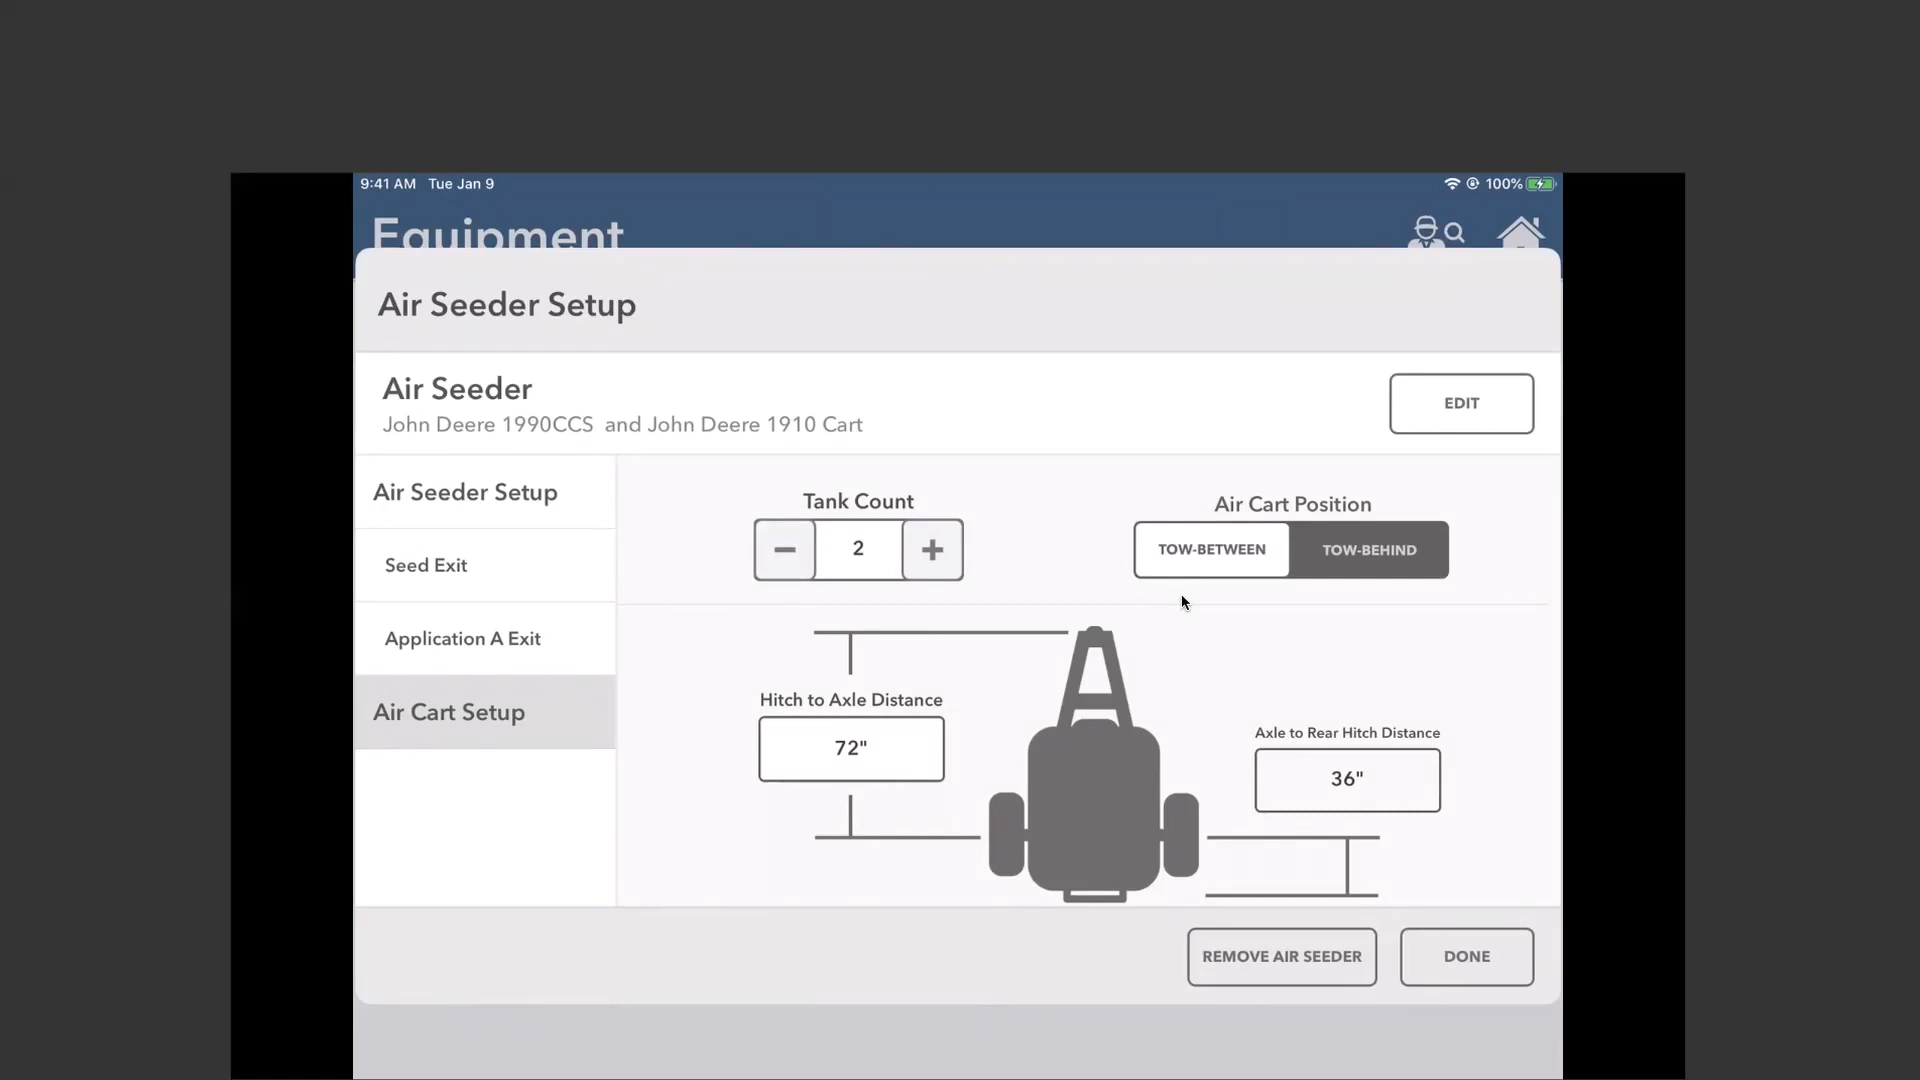 9:41 AM Tue Jan 9
100%
Equipment
Air Seeder Setup
Air Seeder
John Deere 1990CCS and John Deere 1910 Cart
EDIT
Air Seeder Setup
Seed Exit
Application A Exit
Air Cart Setup
Tank Count
2
Air Cart Position
TOW-BETWEEN
TOW-BEHIND
Hitch to Axle Distance
72"
Axle to Rear Hitch Distance
36"
REMOVE AIR SEEDER
DONE